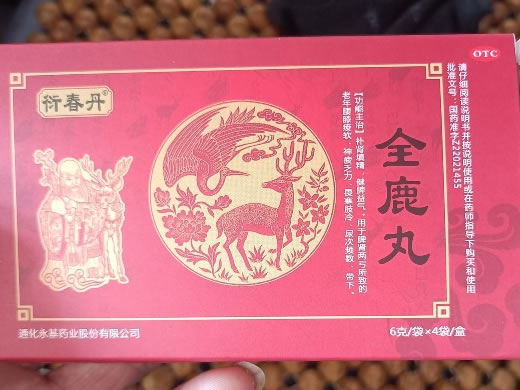 OTC
请仔细阅读说明书并按说明使用或在药师指导下购买和使用
批准文号：国药准字Z22021455
衍春丹®
全鹿丸
【功能主治】补肾填精，健脾益气。用于脾肾两亏所致的
老年腰膝痠软、神疲乏力、畏寒肢冷、尿次频数、带下。
通化永基药业股份有限公司
6克/袋×4袋/盒